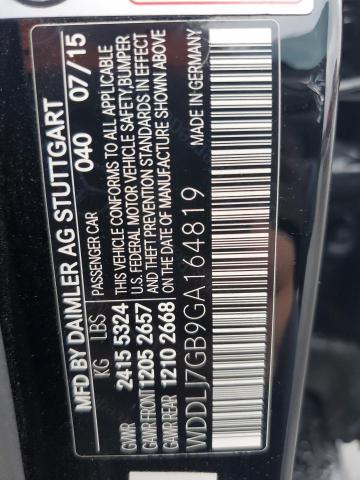 MFD BY DAIMLER AG STUTTGART
040 07/15
PASSENGER CAR
THIS VEHICLE CONFORMS TO ALL APPLICABLE
U.S. FEDERAL MOTOR VEHICLE SAFETY, BUMPER
AND THEFT PREVENTION STANDARDS IN EFFECT
ON THE DATE OF MANUFACTURE SHOWN ABOVE
KG LBS
GVWR 2415 5324
GAWR FRONT 1205 2657
GAWR REAR 1210 2668
MADE IN GERMANY
WDDLJ7GB9GA164819